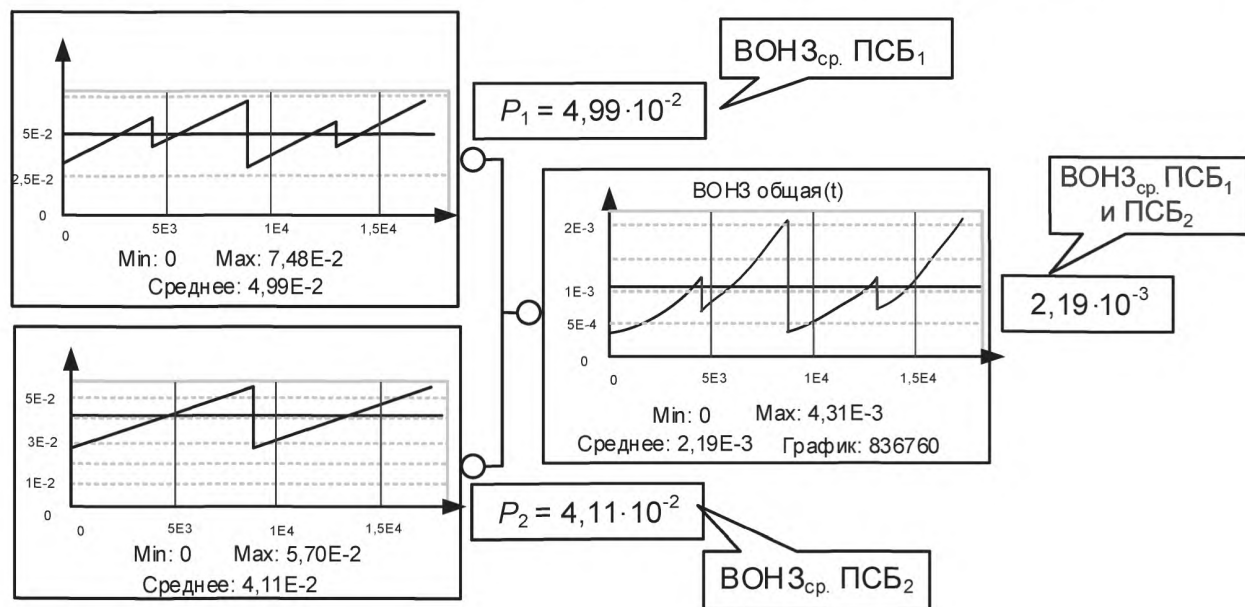 5E-2
2,5E-2
0
0 5E3 1E4 1,5E4
Min: 0 Max: 7,48E-2
Среднее: 4,99E-2
ВОНЗср. ПСБ1
P1 = 4,99·10-2
ВОНЗ общая(t)
2E-3
1E-3
5E-4
0
0 5E3 1E4 1,5E4
Min: 0 Max: 4,31E-3
Среднее: 2,19E-3 График: 836760
ВОНЗср. ПСБ1
и ПСБ2
2,19·10-3
5E-2
3E-2
1E-2
0
0 5E3 1E4 1,5E4
Min: 0 Max: 5,70E-2
Среднее: 4,11E-2
P2 = 4,11·10-2
ВОНЗср. ПСБ2